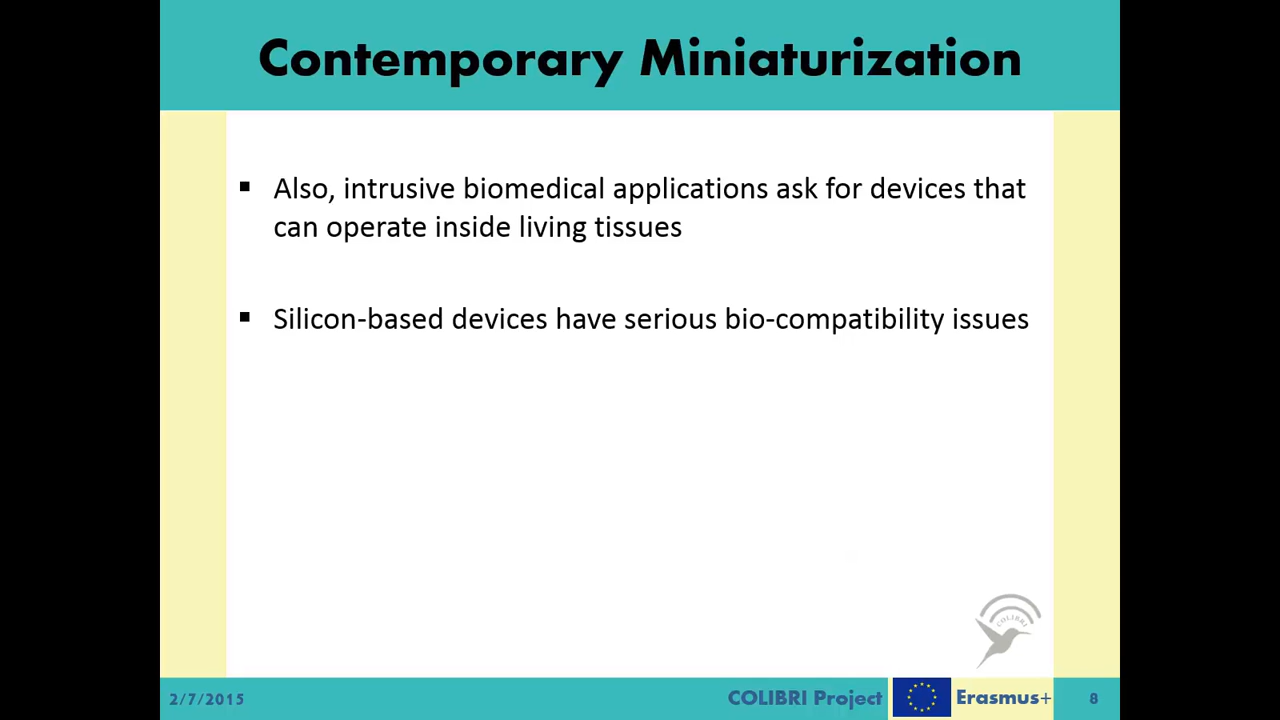 Contemporary Miniaturization
▪ Also, intrusive biomedical applications ask for devices that
can operate inside living tissues
▪ Silicon-based devices have serious bio-compatibility issues
COLIBRI
2/7/2015
COLIBRI Project
Erasmus+
8